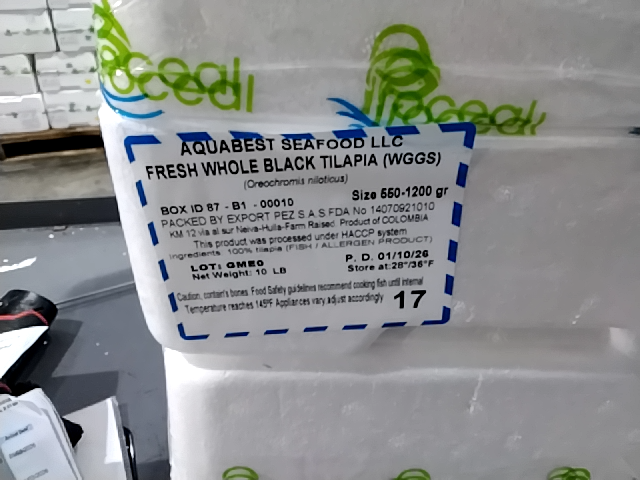 oceal
oceal
AQUABEST SEAFOOD LLC
FRESH WHOLE BLACK TILAPIA (WGGS)
(Oreochromis niloticus)
BOX ID 87 - B1 - 00010 Size 550-1200 gr
PACKED BY EXPORT PEZ S.A.S FDA No 14070921010
KM 12 via al sur Neiva-Huila-Farm Raised. Product of COLOMBIA
This product was processed under HACCP system
Ingredients 100% tilapia (FISH / ALLERGEN PRODUCT)
LOT: GME0 P. D. 01/10/26
Net Weight: 10 LB Store at:28°/36°F
Caution, contain's bones. Food Safety guidelines recommend cooking fish until internal
Temperature reaches 145°F Appliances vary adjust accordingly 17